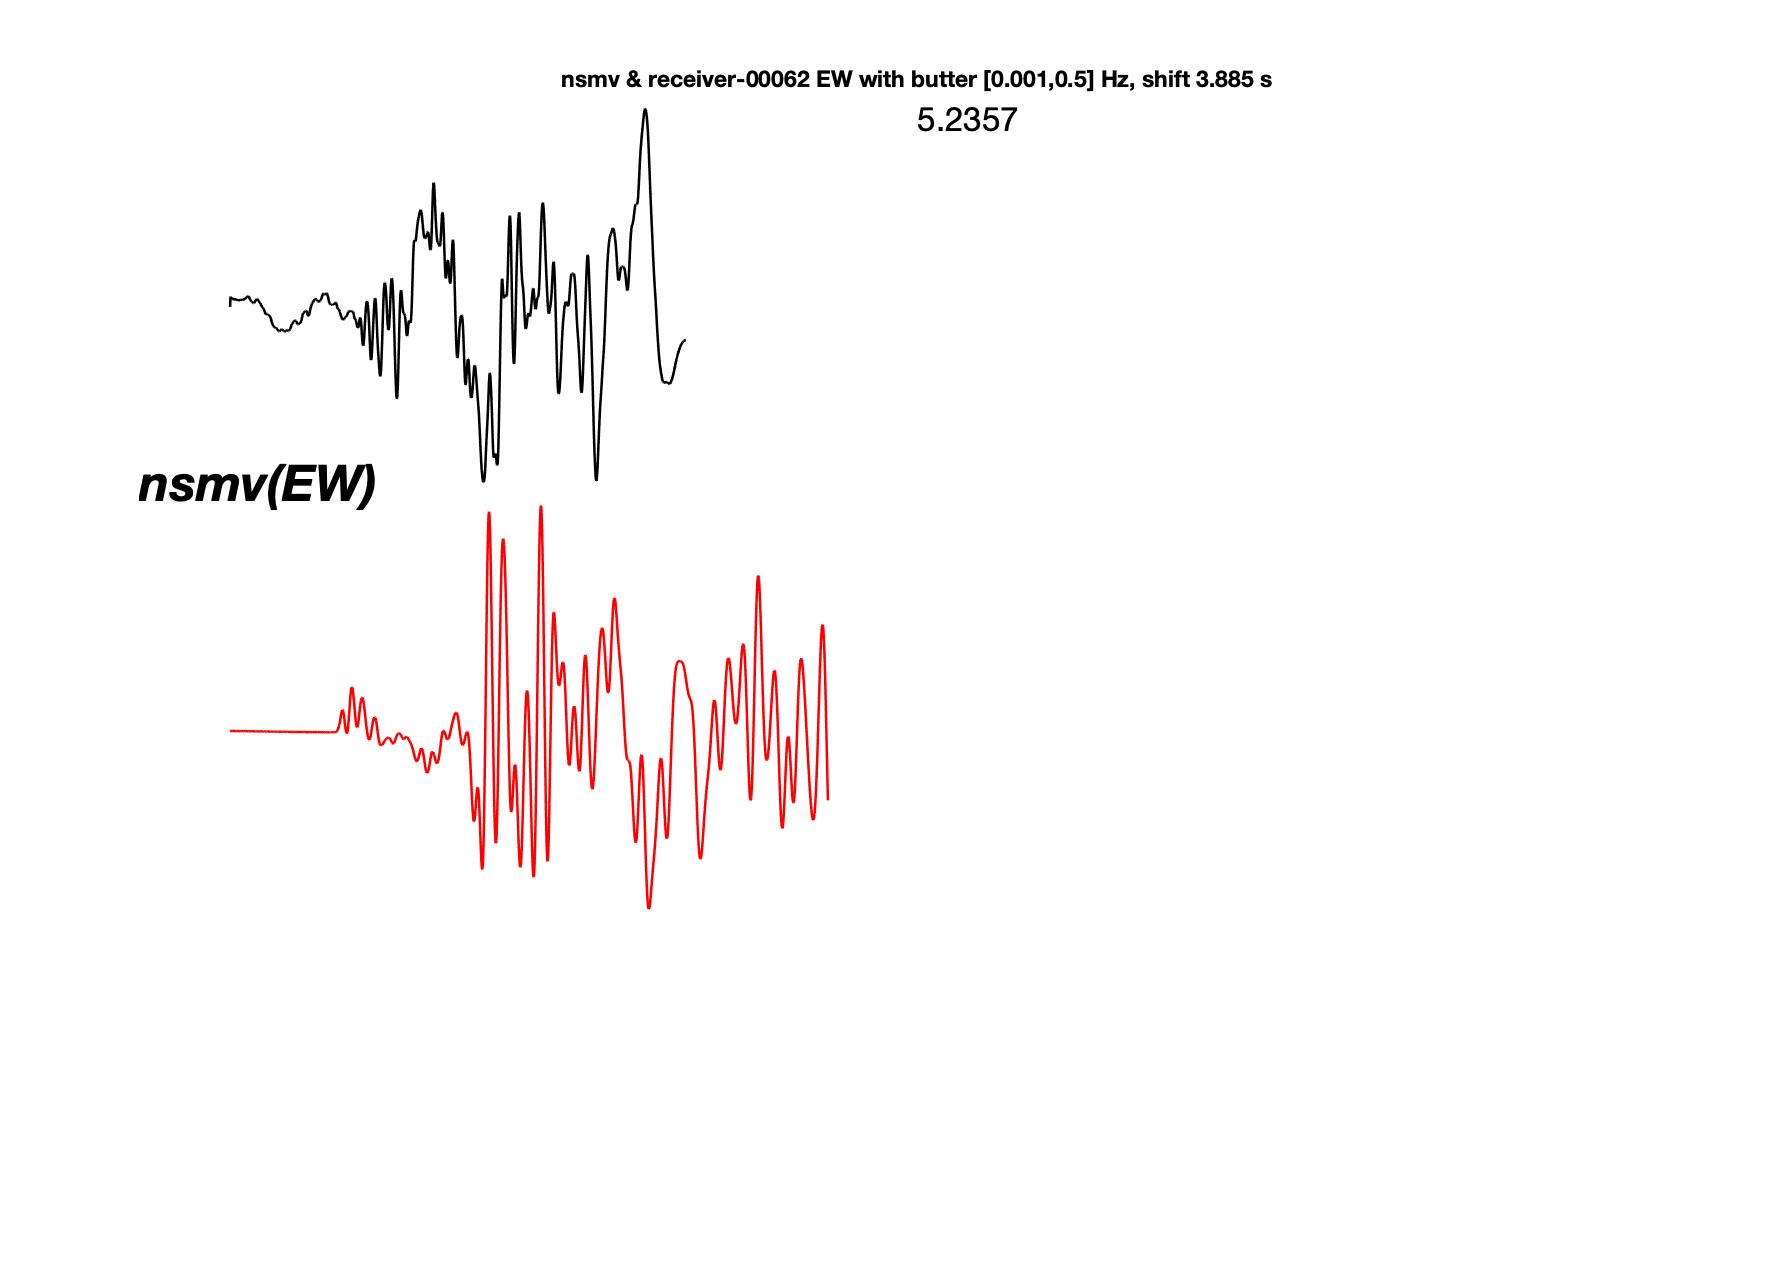 nsmv & receiver-00062 EW with butter [0.001,0.5] Hz, shift 3.885 s
5.2357
nsmv(EW)